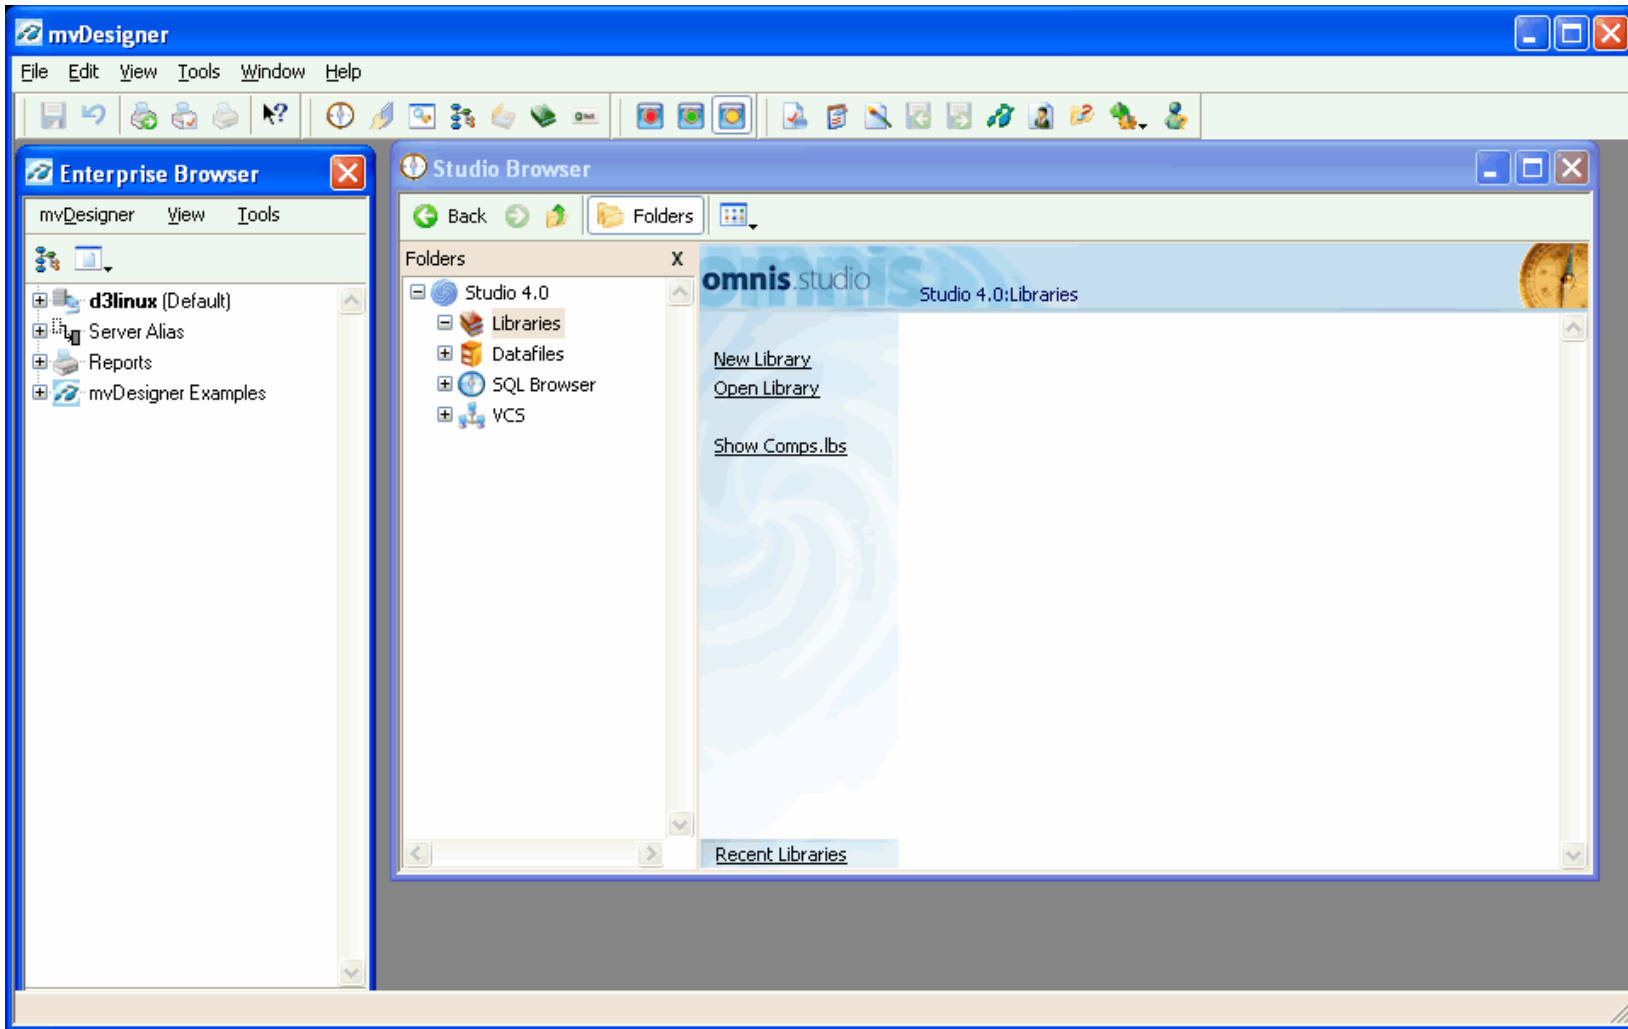 mvDesigner
File Edit View Tools Window Help
Enterprise Browser
mvDesigner View Tools
d3linux (Default)
Server Alias
Reports
mvDesigner Examples
Studio Browser
Back Folders
Folders X
Studio 4.0
Libraries
Datafiles
SQL Browser
VCS
omnis.studio
omnis
Studio 4.0:Libraries
New Library
Open Library
Show Comps.lbs
Recent Libraries